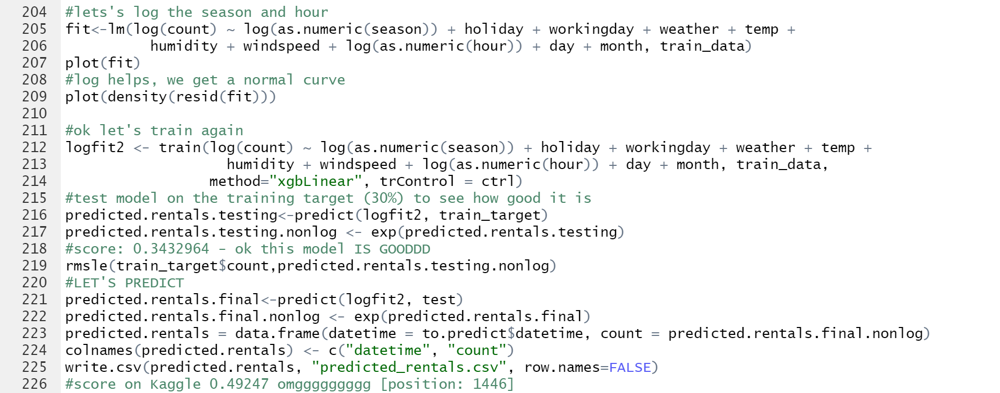 204 #lets's log the season and hour
205 fit<-lm(log(count) ~ log(as.numeric(season)) + holiday + workingday + weather + temp +
206 humidity + windspeed + log(as.numeric(hour)) + day + month, train_data)
207 plot(fit)
208 #log helps, we get a normal curve
209 plot(density(resid(fit)))
210
211 #ok let's train again
212 logfit2 <- train(log(count) ~ log(as.numeric(season)) + holiday + workingday + weather + temp +
213 humidity + windspeed + log(as.numeric(hour)) + day + month, train_data,
214 method="xgbLinear", trControl = ctrl)
215 #test model on the training target (30%) to see how good it is
216 predicted.rentals.testing<-predict(logfit2, train_target)
217 predicted.rentals.testing.nonlog <- exp(predicted.rentals.testing)
218 #score: 0.3432964 - ok this model IS GOODDD
219 rmsle(train_target$count,predicted.rentals.testing.nonlog)
220 #LET'S PREDICT
221 predicted.rentals.final<-predict(logfit2, test)
222 predicted.rentals.final.nonlog <- exp(predicted.rentals.final)
223 predicted.rentals = data.frame(datetime = to.predict$datetime, count = predicted.rentals.final.nonlog)
224 colnames(predicted.rentals) <- c("datetime", "count")
225 write.csv(predicted.rentals, "predicted_rentals.csv", row.names=FALSE)
226 #score on Kaggle 0.49247 omggggggggg [position: 1446]